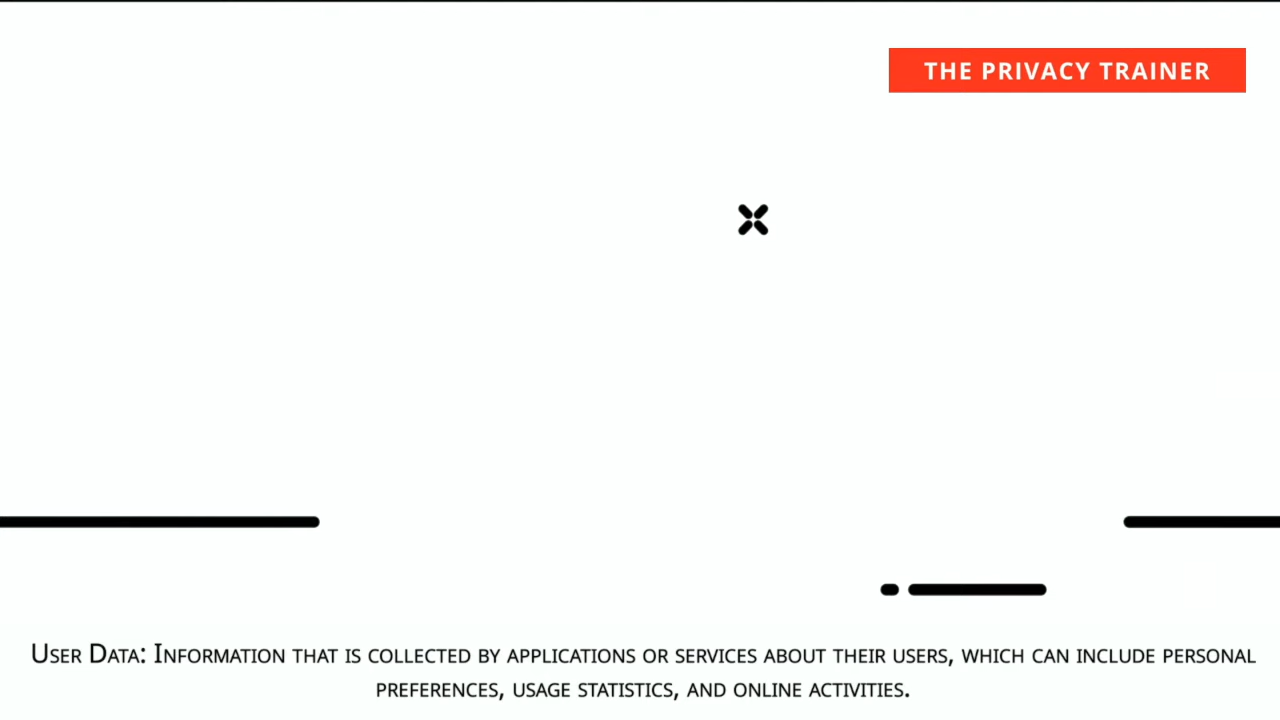 THE PRIVACY TRAINER
User Data: Information that is collected by applications or services about their users, which can include personal
preferences, usage statistics, and online activities.